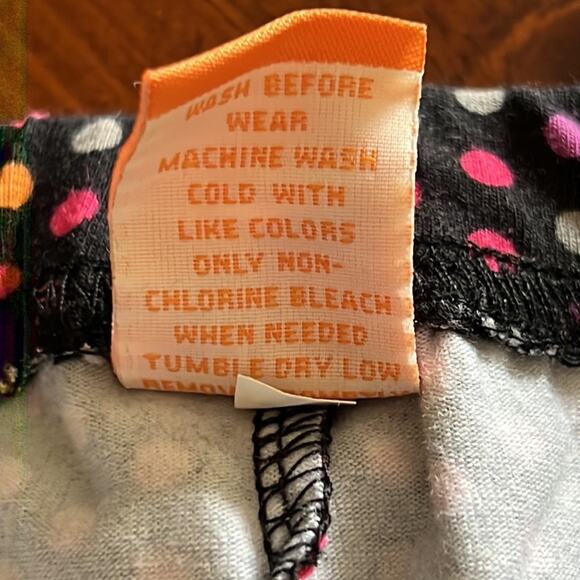 WASH BEFORE
WEAR
MACHINE WASH
COLD WITH
LIKE COLORS
ONLY NON-
CHLORINE BLEACH
WHEN NEEDED
TUMBLE DRY LOW